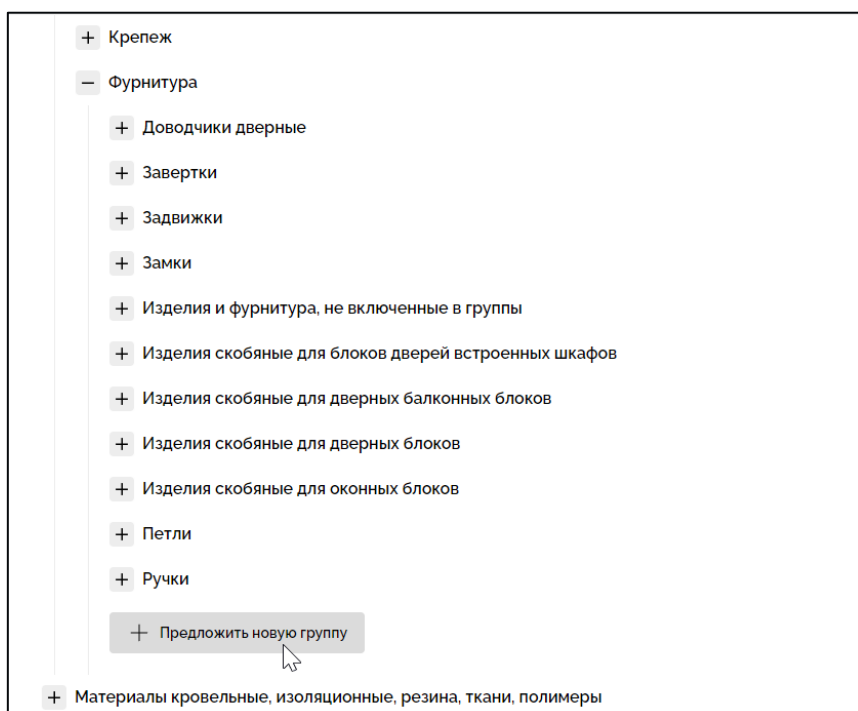 Крепеж
Фурнитура
Доводчики дверные
Завертки
Задвижки
Замки
Изделия и фурнитура, не включенные в группы
Изделия скобяные для блоков дверей встроенных шкафов
Изделия скобяные для дверных балконных блоков
Изделия скобяные для дверных блоков
Изделия скобяные для оконных блоков
Петли
Ручки
Предложить новую группу
Материалы кровельные, изоляционные, резина, ткани, полимеры